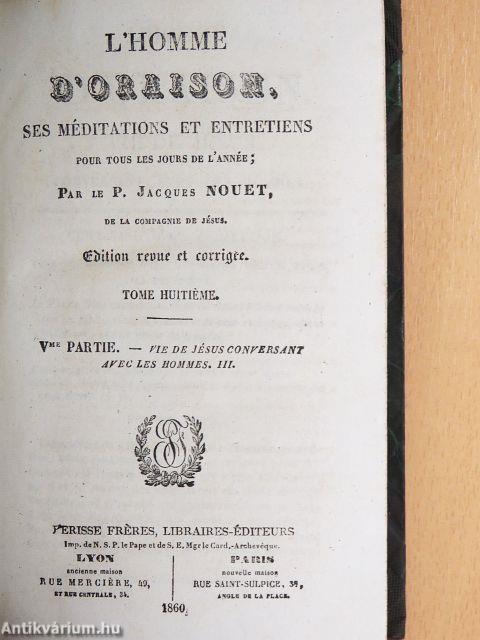 L'HOMME
D'ORAISON,
SES MÉDITATIONS ET ENTRETIENS
POUR TOUS LES JOURS DE L'ANNÉE;
PAR LE P. JACQUES NOUET,
DE LA COMPAGNIE DE JÉSUS.
Edition revue et corrigée.
TOME HUITIÈME.
Vme PARTIE. — VIE DE JÉSUS CONVERSANT
AVEC LES HOMMES. III.
PERISSE FRÈRES, LIBRAIRES-ÉDITEURS
Imp. de N. S. P. le Pape et de S. E. Mgr le Card.-Archevêque.
LYON
ancienne maison
RUE MERCIÈRE, 49,
ET RUE CENTRALE, 34.
PARIS
nouvelle maison
RUE SAINT-SULPICE, 38,
ANGLE DE LA PLACE.
1860.
Antikvárium.hu